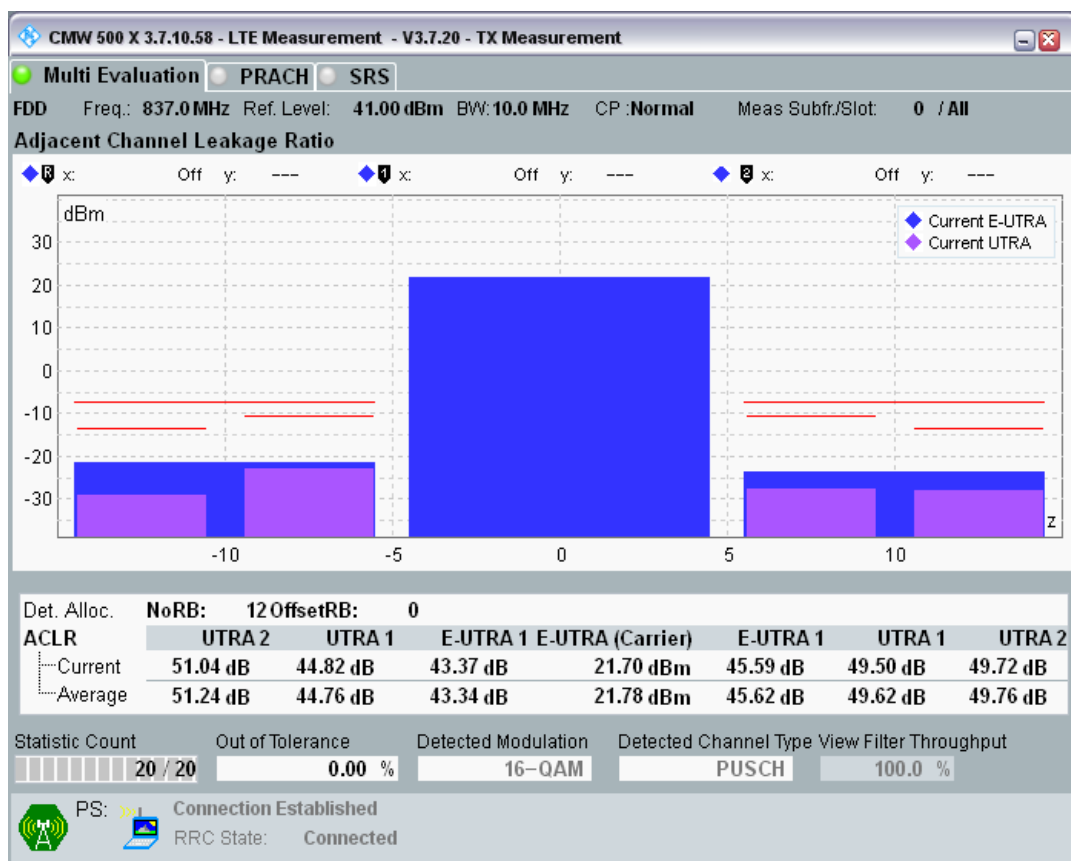 CMW 500 X 3.7.10.58 - LTE Measurement - V3.7.20 - TX Measurement
Multi Evaluation PRACH SRS
FDD Freq.: 837.0 MHz Ref. Level: 41.00 dBm BW: 10.0 MHz CP :Normal Meas Subfr./Slot: 0 / All
Adjacent Channel Leakage Ratio
R x: Off y: --- 1 x: Off y: --- 2 x: Off y: ---
dBm
Current E-UTRA
Current UTRA
30
20
10
0
-10
-20
-30
z
-10 -5 0 5 10
Det. Alloc. NoRB: 12 OffsetRB: 0
ACLR UTRA 2 UTRA 1 E-UTRA 1 E-UTRA (Carrier) E-UTRA 1 UTRA 1 UTRA 2
Current 51.04 dB 44.82 dB 43.37 dB 21.70 dBm 45.59 dB 49.50 dB 49.72 dB
Average 51.24 dB 44.76 dB 43.34 dB 21.78 dBm 45.62 dB 49.62 dB 49.76 dB
Statistic Count Out of Tolerance Detected Modulation Detected Channel Type View Filter Throughput
20 / 20 0.00 % 16-QAM PUSCH 100.0 %
PS: Connection Established
RRC State: Connected